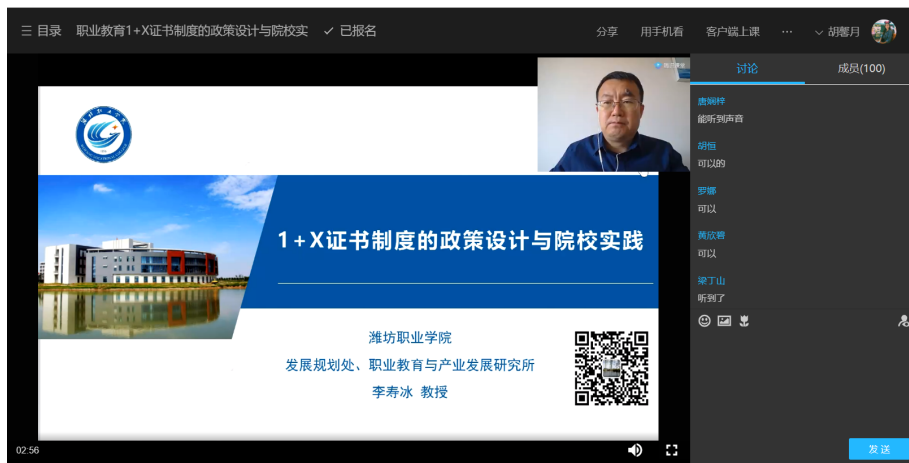 目录 职业教育1+X证书制度的政策设计与院校实 已报名
分享 用手机看 客户端上课 ··· 胡馨月
讨论 成员(100)
1+X证书制度的政策设计与院校实践
潍坊职业学院
发展规划处、职业教育与产业发展研究所
李寿冰 教授
02:56
唐娴梓
能听到声音
胡恒
可以的
罗娜
可以
黄欣碧
可以
梁丁山
听到了
发送